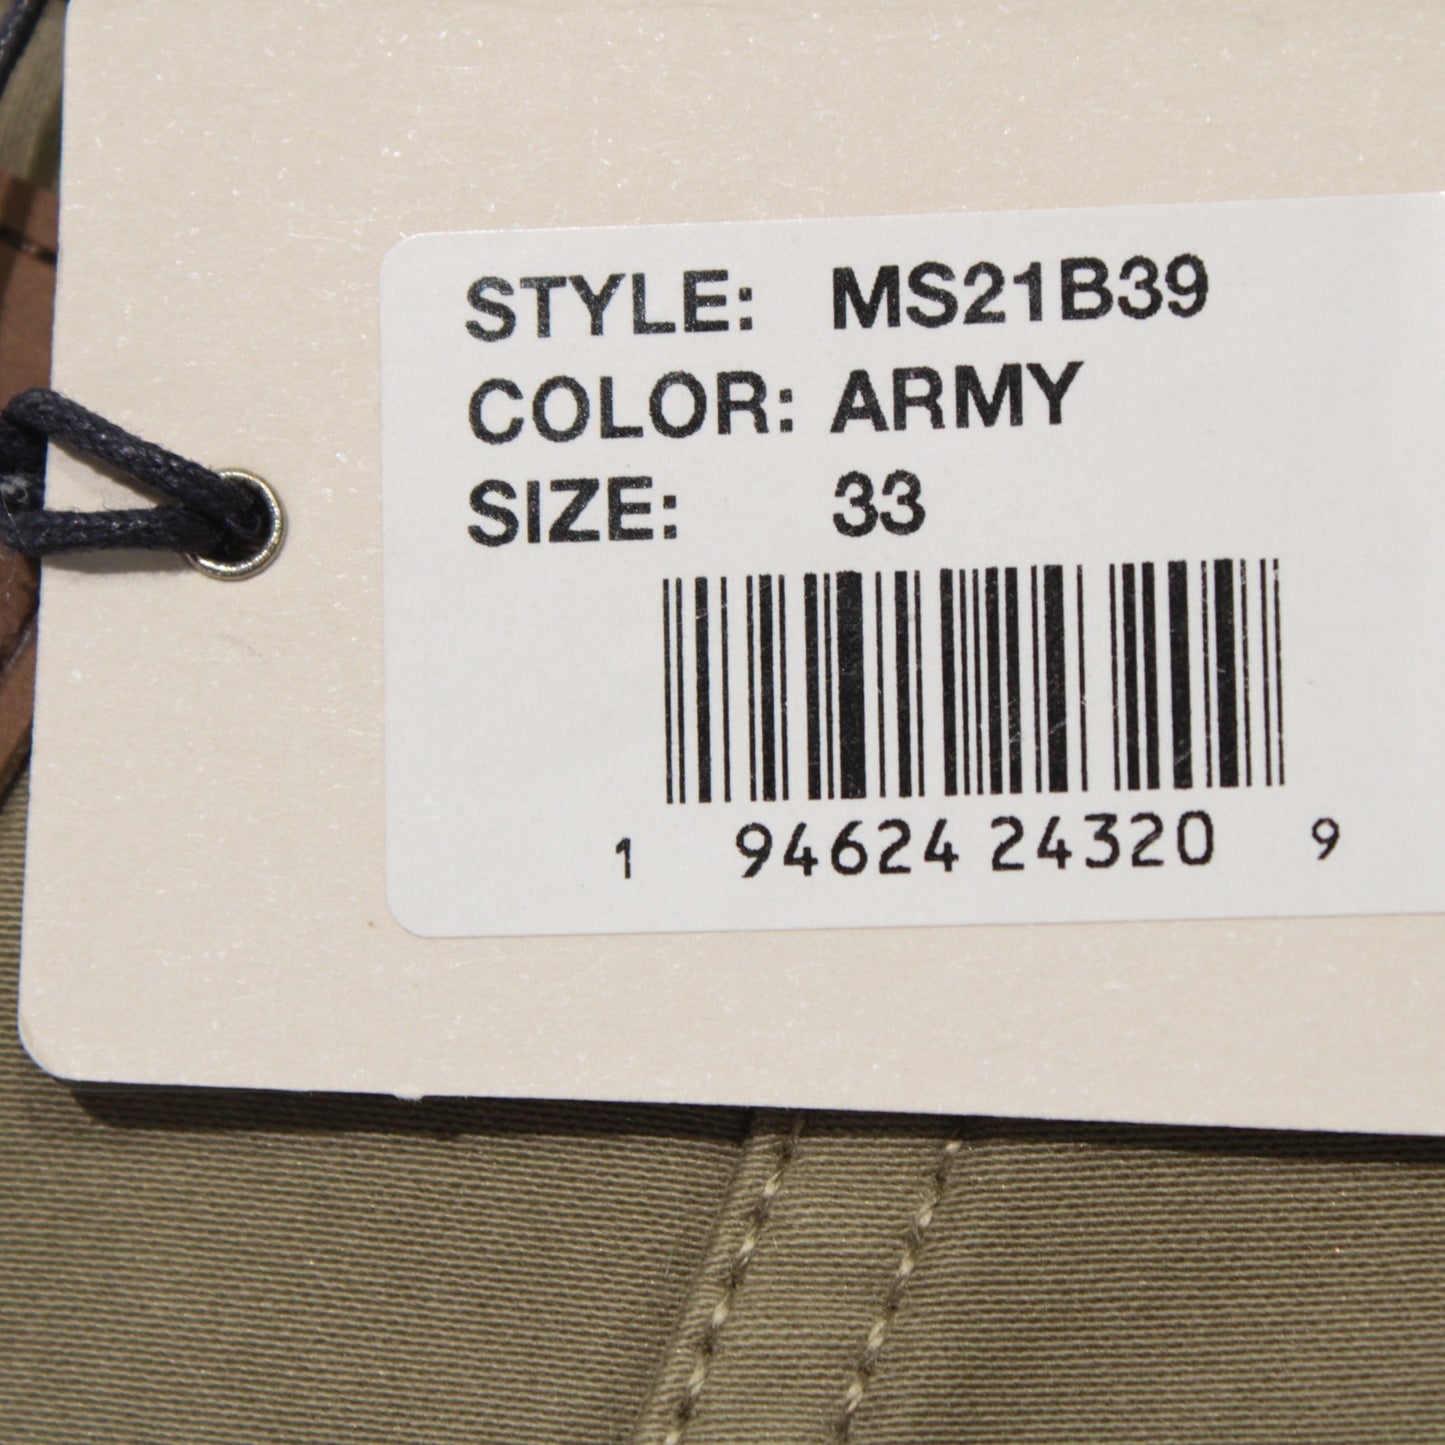 STYLE: MS21B39
COLOR: ARMY
SIZE: 33
1 94624 24320 9